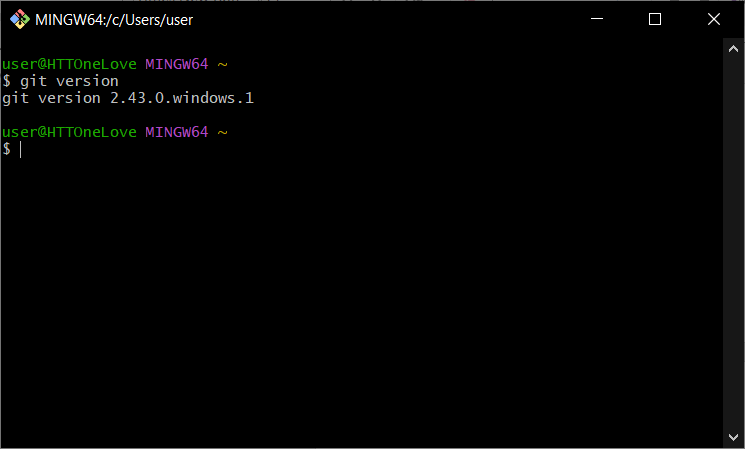 MINGW64:/c/Users/user
user@HTTOneLove MINGW64 ~
$ git version
git version 2.43.0.windows.1
user@HTTOneLove MINGW64 ~
$